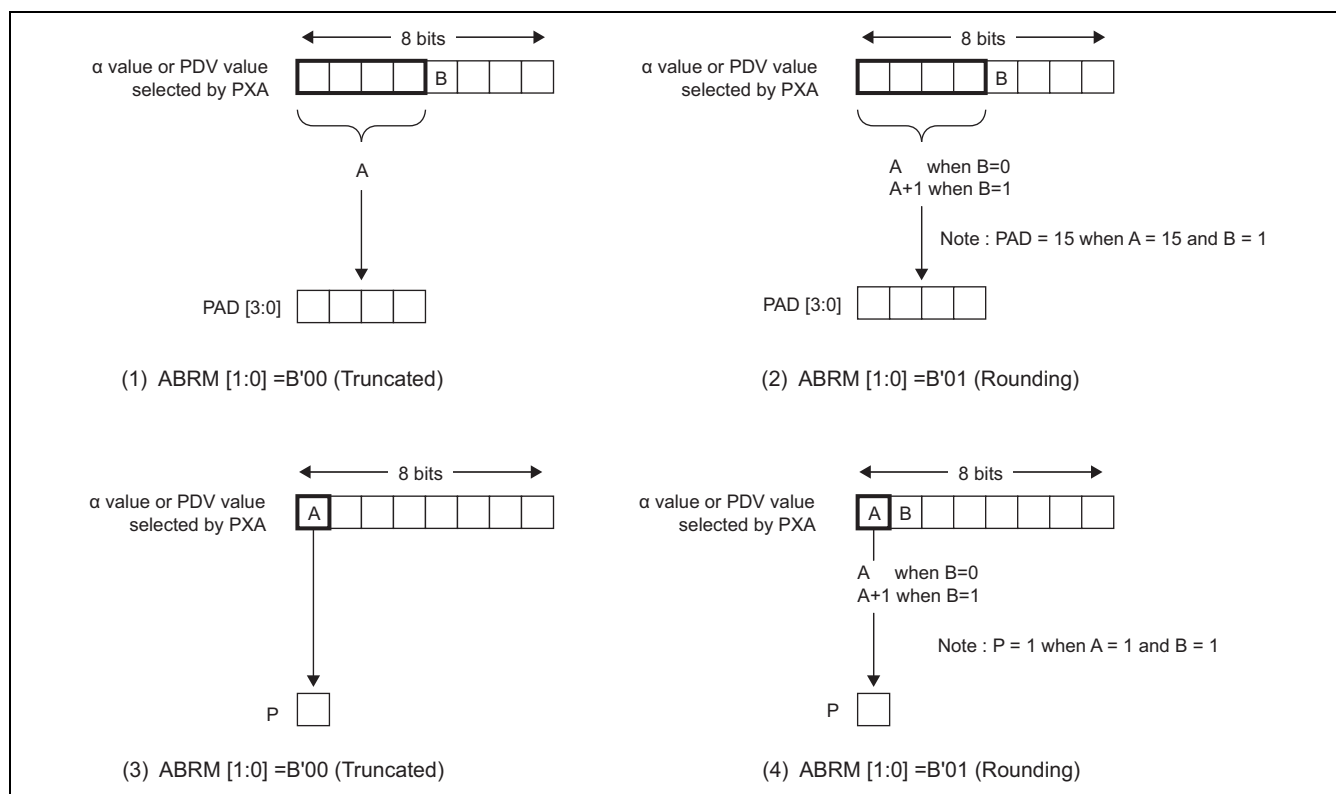 8 bits
α value or PDV value
selected by PXA
B
A
PAD [3:0]
(1) ABRM [1:0] =B'00 (Truncated)
8 bits
α value or PDV value
selected by PXA
B
A when B=0
A+1 when B=1
Note : PAD = 15 when A = 15 and B = 1
PAD [3:0]
(2) ABRM [1:0] =B'01 (Rounding)
8 bits
α value or PDV value
selected by PXA
A
P
(3) ABRM [1:0] =B'00 (Truncated)
8 bits
α value or PDV value
selected by PXA
A B
A when B=0
A+1 when B=1
Note : P = 1 when A = 1 and B = 1
P
(4) ABRM [1:0] =B'01 (Rounding)